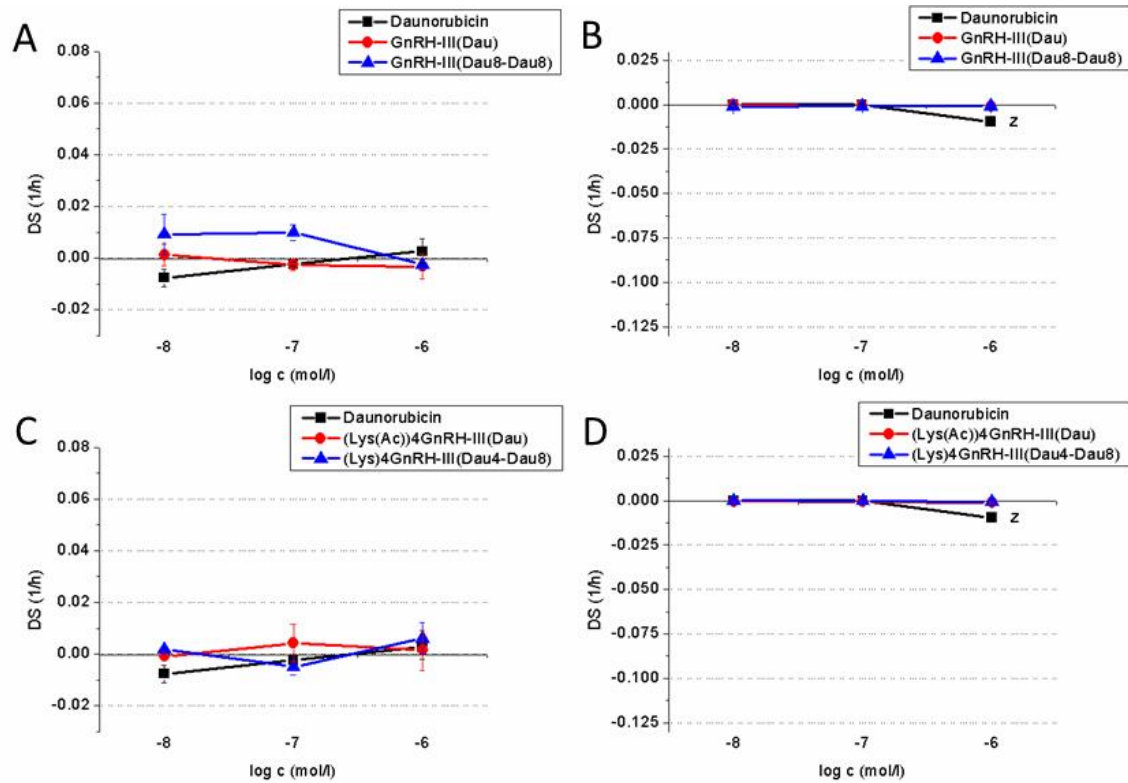 A
Daunorubicin
GnRH-III(Dau)
GnRH-III(Dau8-Dau8)
0.08
0.06
0.04
0.02
0.00
-0.02
DS (1/h)
-8 -7 -6
log c (mol/l)
B
Daunorubicin
GnRH-III(Dau)
GnRH-III(Dau8-Dau8)
0.025
0.000
-0.025
-0.050
-0.075
-0.100
-0.125
DS (1/h)
z
-8 -7 -6
log c (mol/l)
C
Daunorubicin
(Lys(Ac))4GnRH-III(Dau)
(Lys)4GnRH-III(Dau4-Dau8)
0.08
0.06
0.04
0.02
0.00
-0.02
DS (1/h)
-8 -7 -6
log c (mol/l)
D
Daunorubicin
(Lys(Ac))4GnRH-III(Dau)
(Lys)4GnRH-III(Dau4-Dau8)
0.025
0.000
-0.025
-0.050
-0.075
-0.100
-0.125
DS (1/h)
z
-8 -7 -6
log c (mol/l)